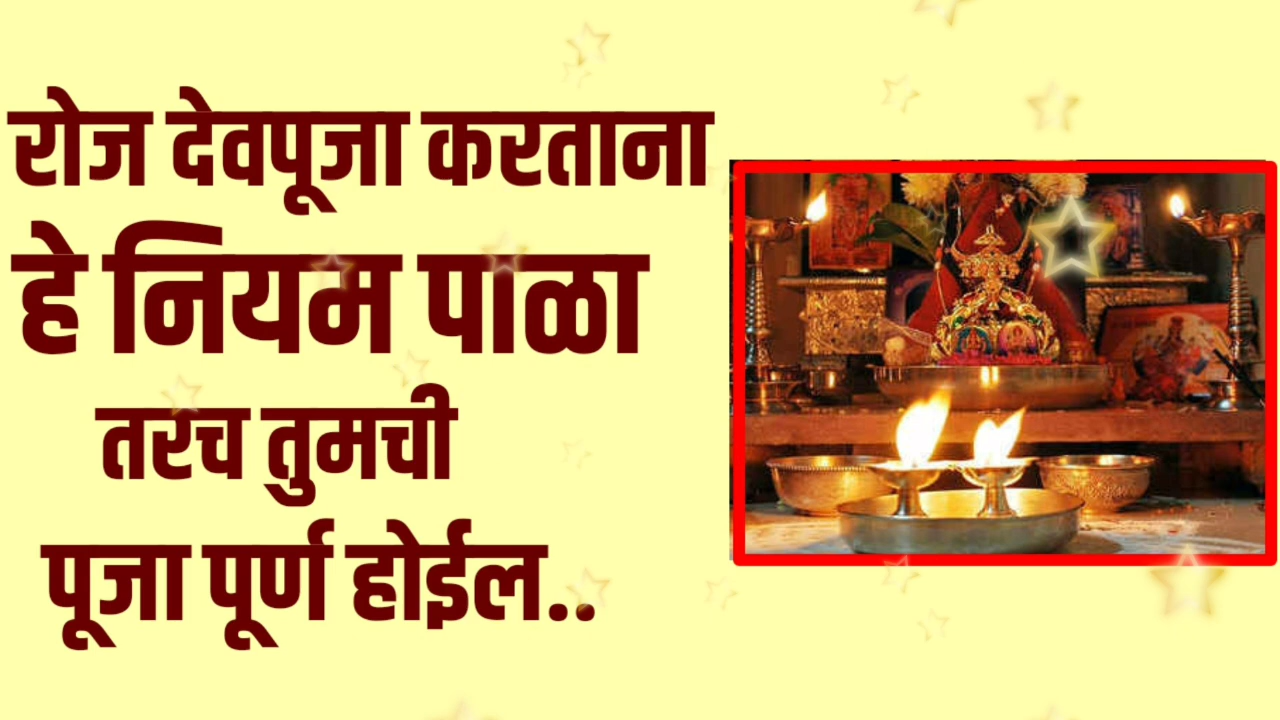 रोज देवपूजा करताना
हे नियम पाळा
तरच तुमची
पूजा पूर्ण होईल..